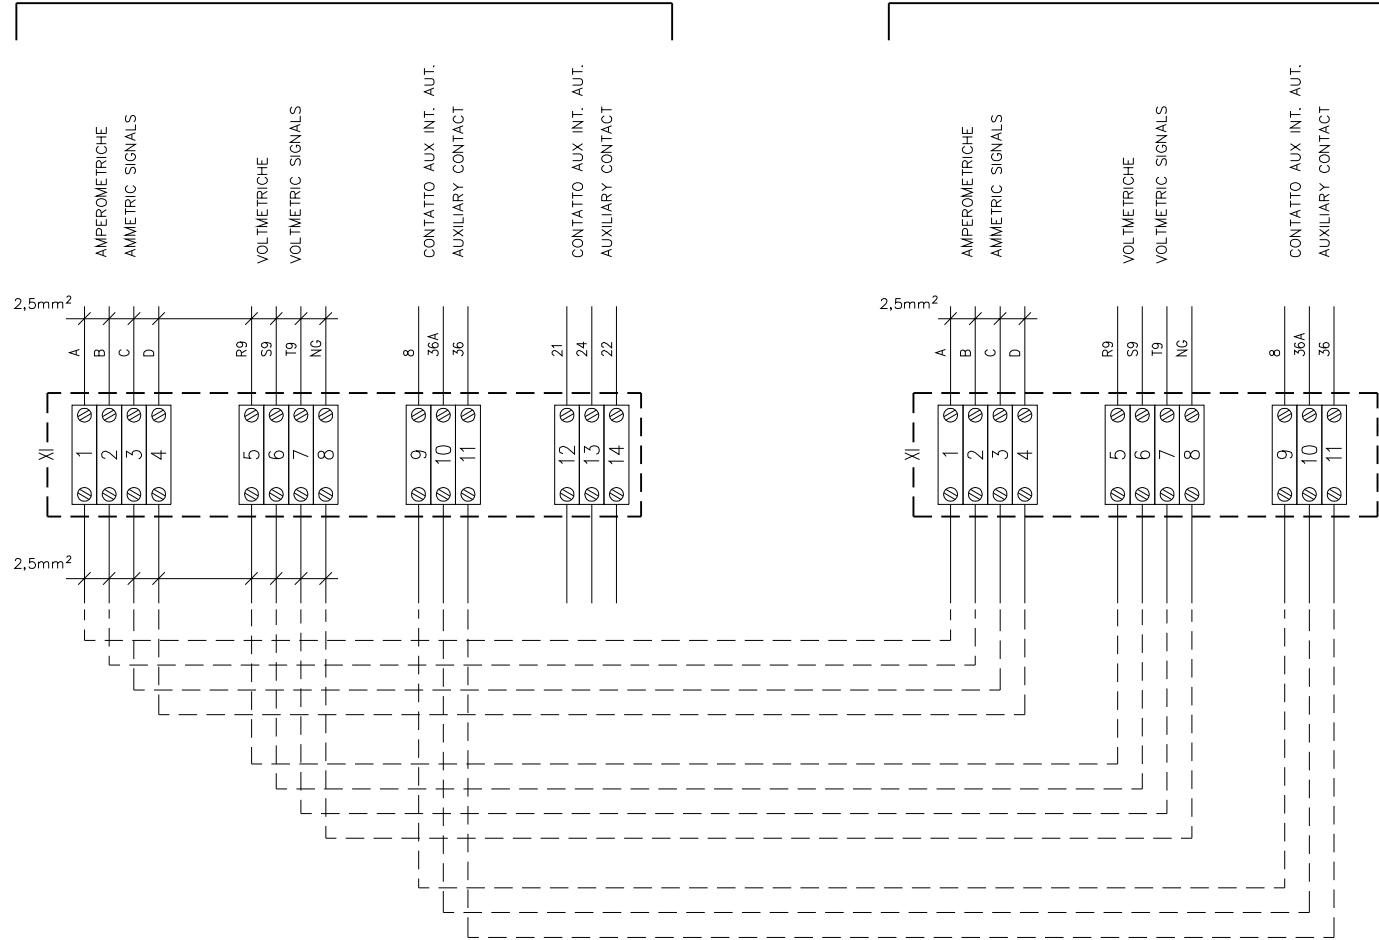 AMPEROMETRICHE
AMMETRIC SIGNALS
VOLTMETRICHE
VOLTMETRIC SIGNALS
CONTATTO AUX INT. AUT.
AUXILIARY CONTACT
CONTATTO AUX INT. AUT.
AUXILIARY CONTACT
2,5mm²
A
B
C
D
R9
S9
T9
NG
8
36A
36
21
24
22
XI
1
2
3
4
5
6
7
8
9
10
11
12
13
14
2,5mm²
AMPEROMETRICHE
AMMETRIC SIGNALS
VOLTMETRICHE
VOLTMETRIC SIGNALS
CONTATTO AUX INT. AUT.
AUXILIARY CONTACT
2,5mm²
A
B
C
D
R9
S9
T9
NG
8
36A
36
XI
1
2
3
4
5
6
7
8
9
10
11